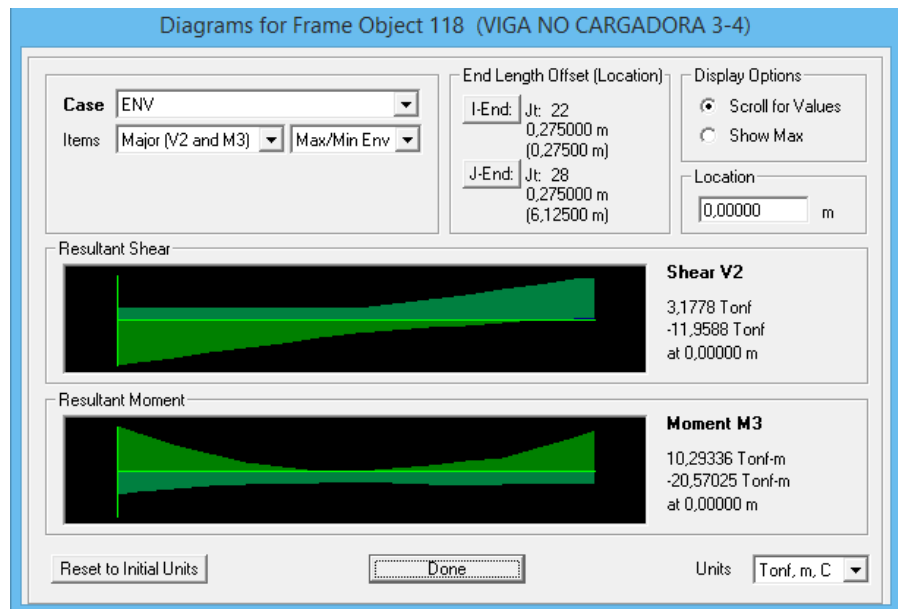 Diagrams for Frame Object 118 (VIGA NO CARGADORA 3-4)
Case ENV
Items Major (V2 and M3) Max/Min Env
End Length Offset (Location)
I-End: Jt: 22
0,275000 m
(0,27500 m)
J-End: Jt: 28
0,275000 m
(6,12500 m)
Display Options
Scroll for Values
Show Max
Location
0,00000 m
Resultant Shear
Shear V2
3,1778 Tonf
-11,9588 Tonf
at 0,00000 m
Resultant Moment
Moment M3
10,29336 Tonf-m
-20,57025 Tonf-m
at 0,00000 m
Reset to Initial Units
Done
Units Tonf, m, C